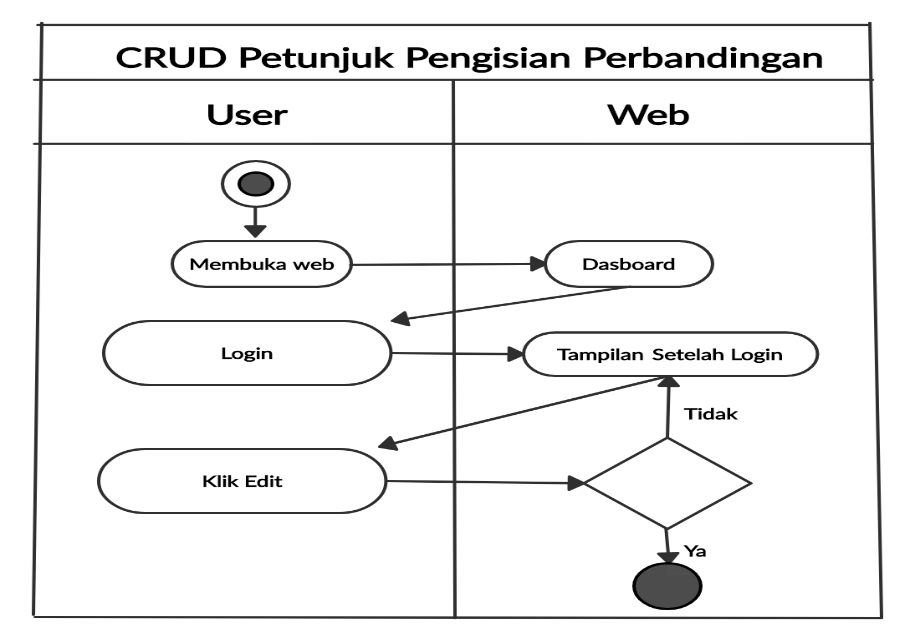 CRUD Petunjuk Pengisian Perbandingan
User
Web
Membuka web
Dasboard
Login
Tampilan Setelah Login
Tidak
Klik Edit
Ya